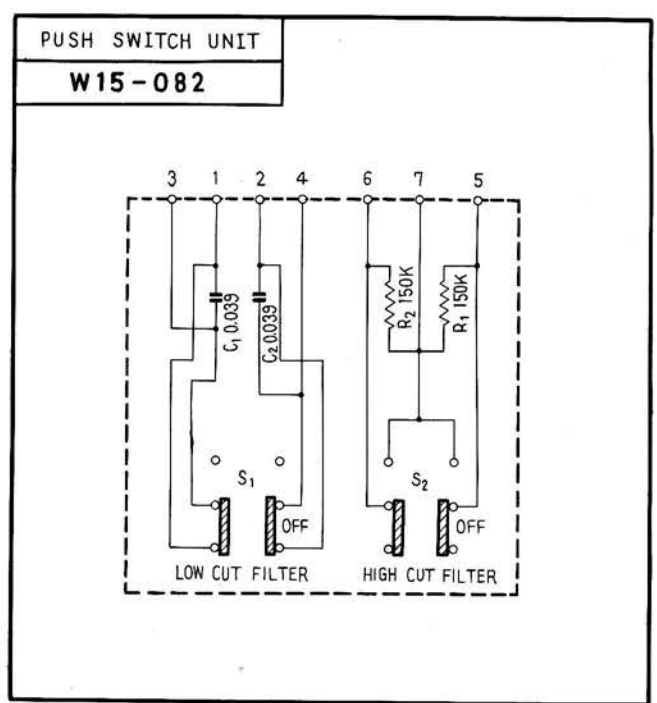 PUSH SWITCH UNIT
W15-082
3 1 2 4 6 7 5
C1 0.039
C2 0.039
R2 150K
R1 150K
S1
S2
OFF
OFF
LOW CUT FILTER
HIGH CUT FILTER